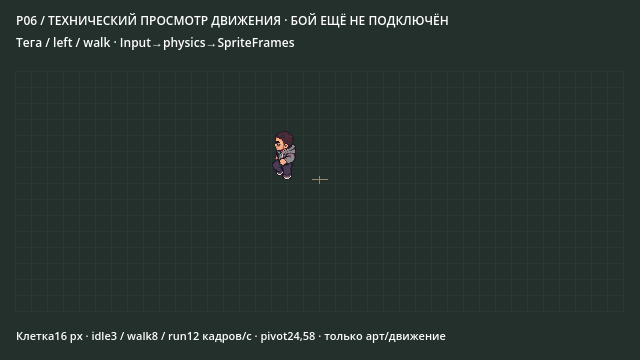 P06 / ТЕХНИЧЕСКИЙ ПРОСМОТР ДВИЖЕНИЯ · БОЙ ЕЩЁ НЕ ПОДКЛЮЧЁН
Тега / left / walk · Input→physics→SpriteFrames
Клетка16 px · idle3 / walk8 / run12 кадров/с · pivot24,58 · только арт/движение